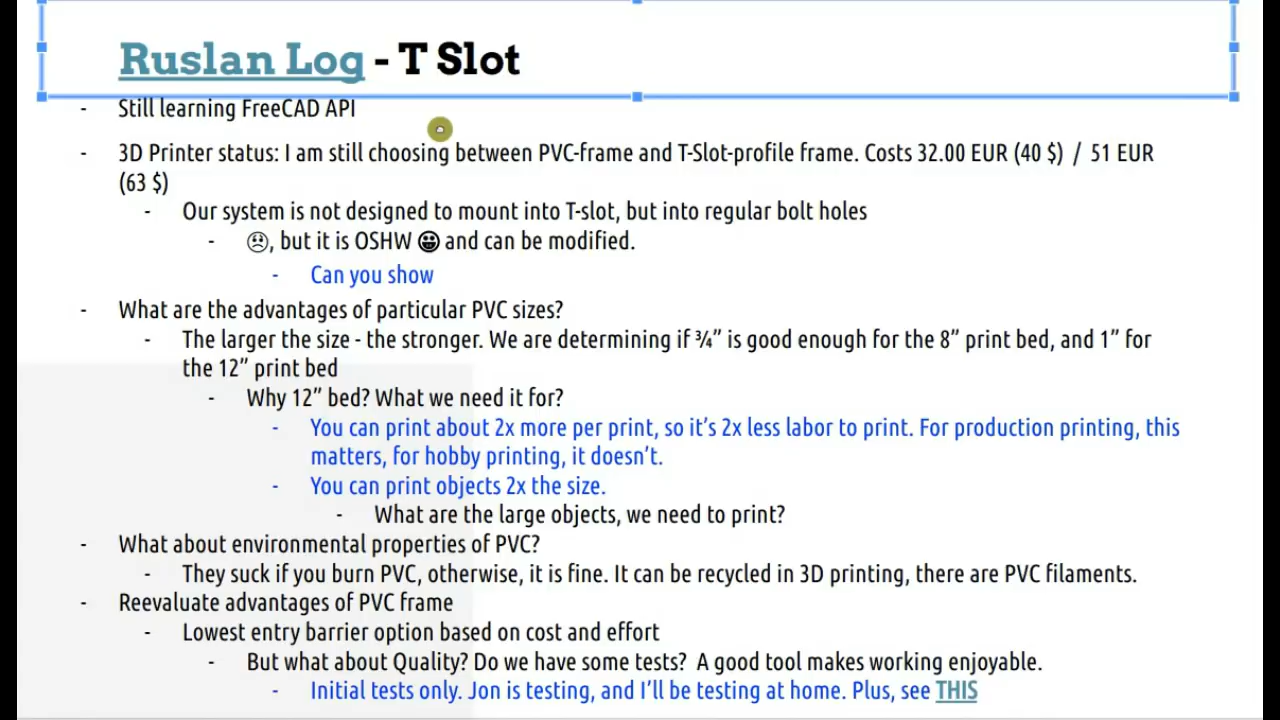 Ruslan Log - T Slot
- Still learning FreeCAD API
- 3D Printer status: I am still choosing between PVC-frame and T-Slot-profile frame. Costs 32.00 EUR (40 $) / 51 EUR
(63 $)
- Our system is not designed to mount into T-slot, but into regular bolt holes
- ☹, but it is OSHW 😀 and can be modified.
- Can you show
- What are the advantages of particular PVC sizes?
- The larger the size - the stronger. We are determining if ¾” is good enough for the 8” print bed, and 1” for
the 12” print bed
- Why 12” bed? What we need it for?
- You can print about 2x more per print, so it’s 2x less labor to print. For production printing, this
matters, for hobby printing, it doesn’t.
- You can print objects 2x the size.
- What are the large objects, we need to print?
- What about environmental properties of PVC?
- They suck if you burn PVC, otherwise, it is fine. It can be recycled in 3D printing, there are PVC filaments.
- Reevaluate advantages of PVC frame
- Lowest entry barrier option based on cost and effort
- But what about Quality? Do we have some tests? A good tool makes working enjoyable.
- Initial tests only. Jon is testing, and I’ll be testing at home. Plus, see THIS